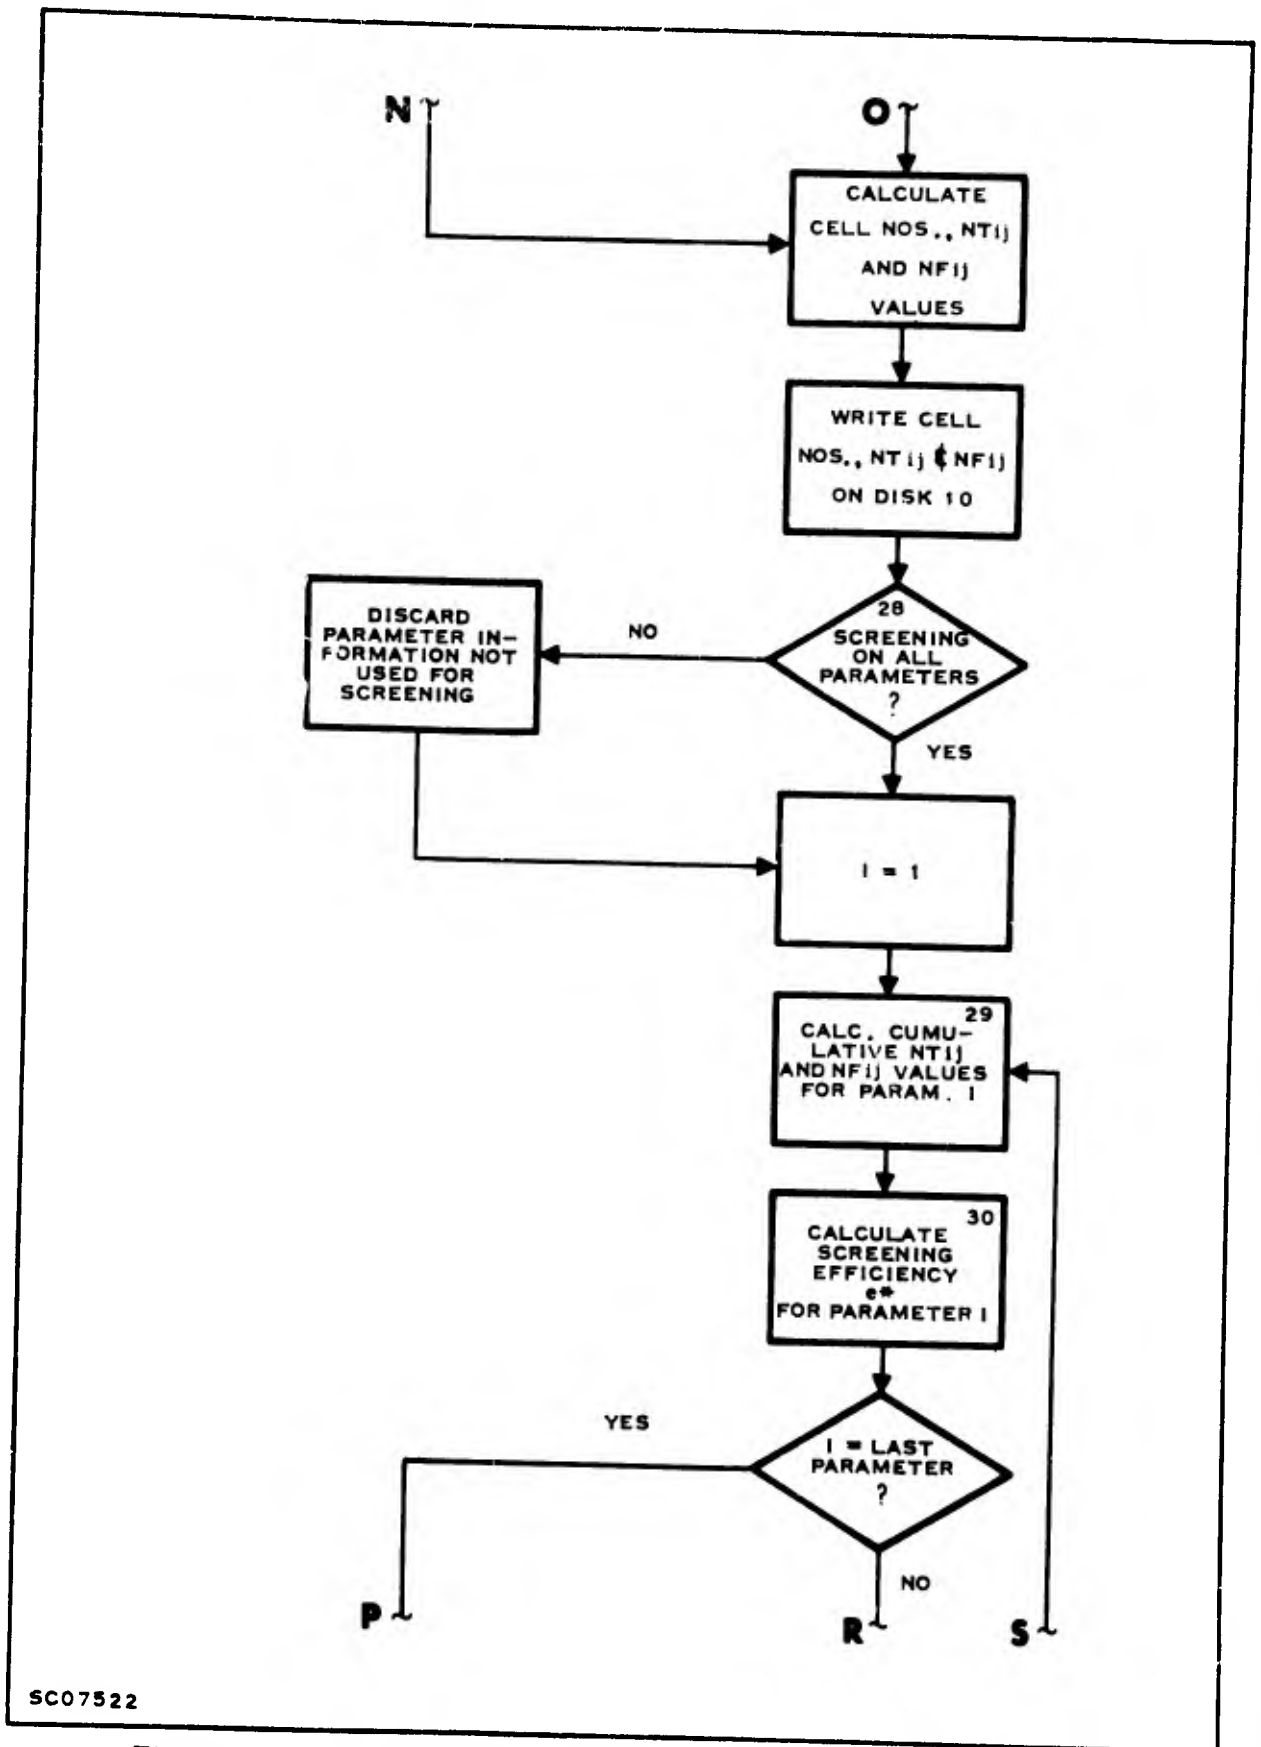 N
O
CALCULATE
CELL NOS., NTij
AND NFij
VALUES
WRITE CELL
NOS., NTij ¢ NFij
ON DISK 10
28
SCREENING
ON ALL
PARAMETERS
?
NO
DISCARD
PARAMETER IN-
FORMATION NOT
USED FOR
SCREENING
YES
I = 1
29
CALC. CUMU-
LATIVE NTij
AND NFij VALUES
FOR PARAM. I
30
CALCULATE
SCREENING
EFFICIENCY
e*
FOR PARAMETER I
YES
I = LAST
PARAMETER
?
NO
P
R
S
SC07522